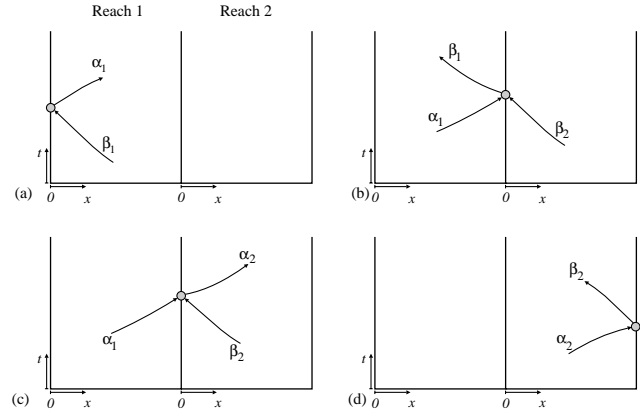 Reach 1 Reach 2
α1
β1
t
(a) 0 x 0 x
β1
α1 β2
t
(b) 0 x 0 x
α2
α1 β2
t
(c) 0 x 0 x
β2
α2
t
(d) 0 x 0 x